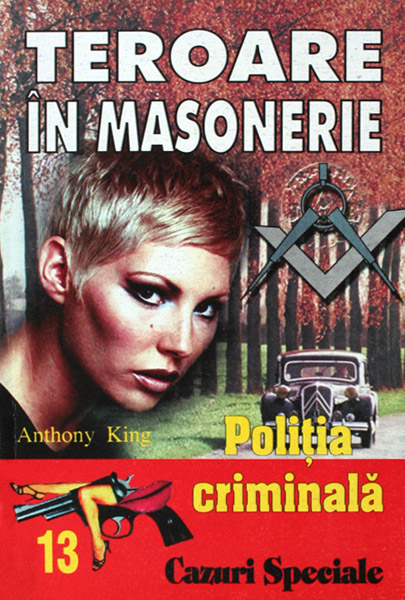 TEROARE
ÎN MASONERIE
Anthony King
Poliția
criminală
13
Cazuri Speciale